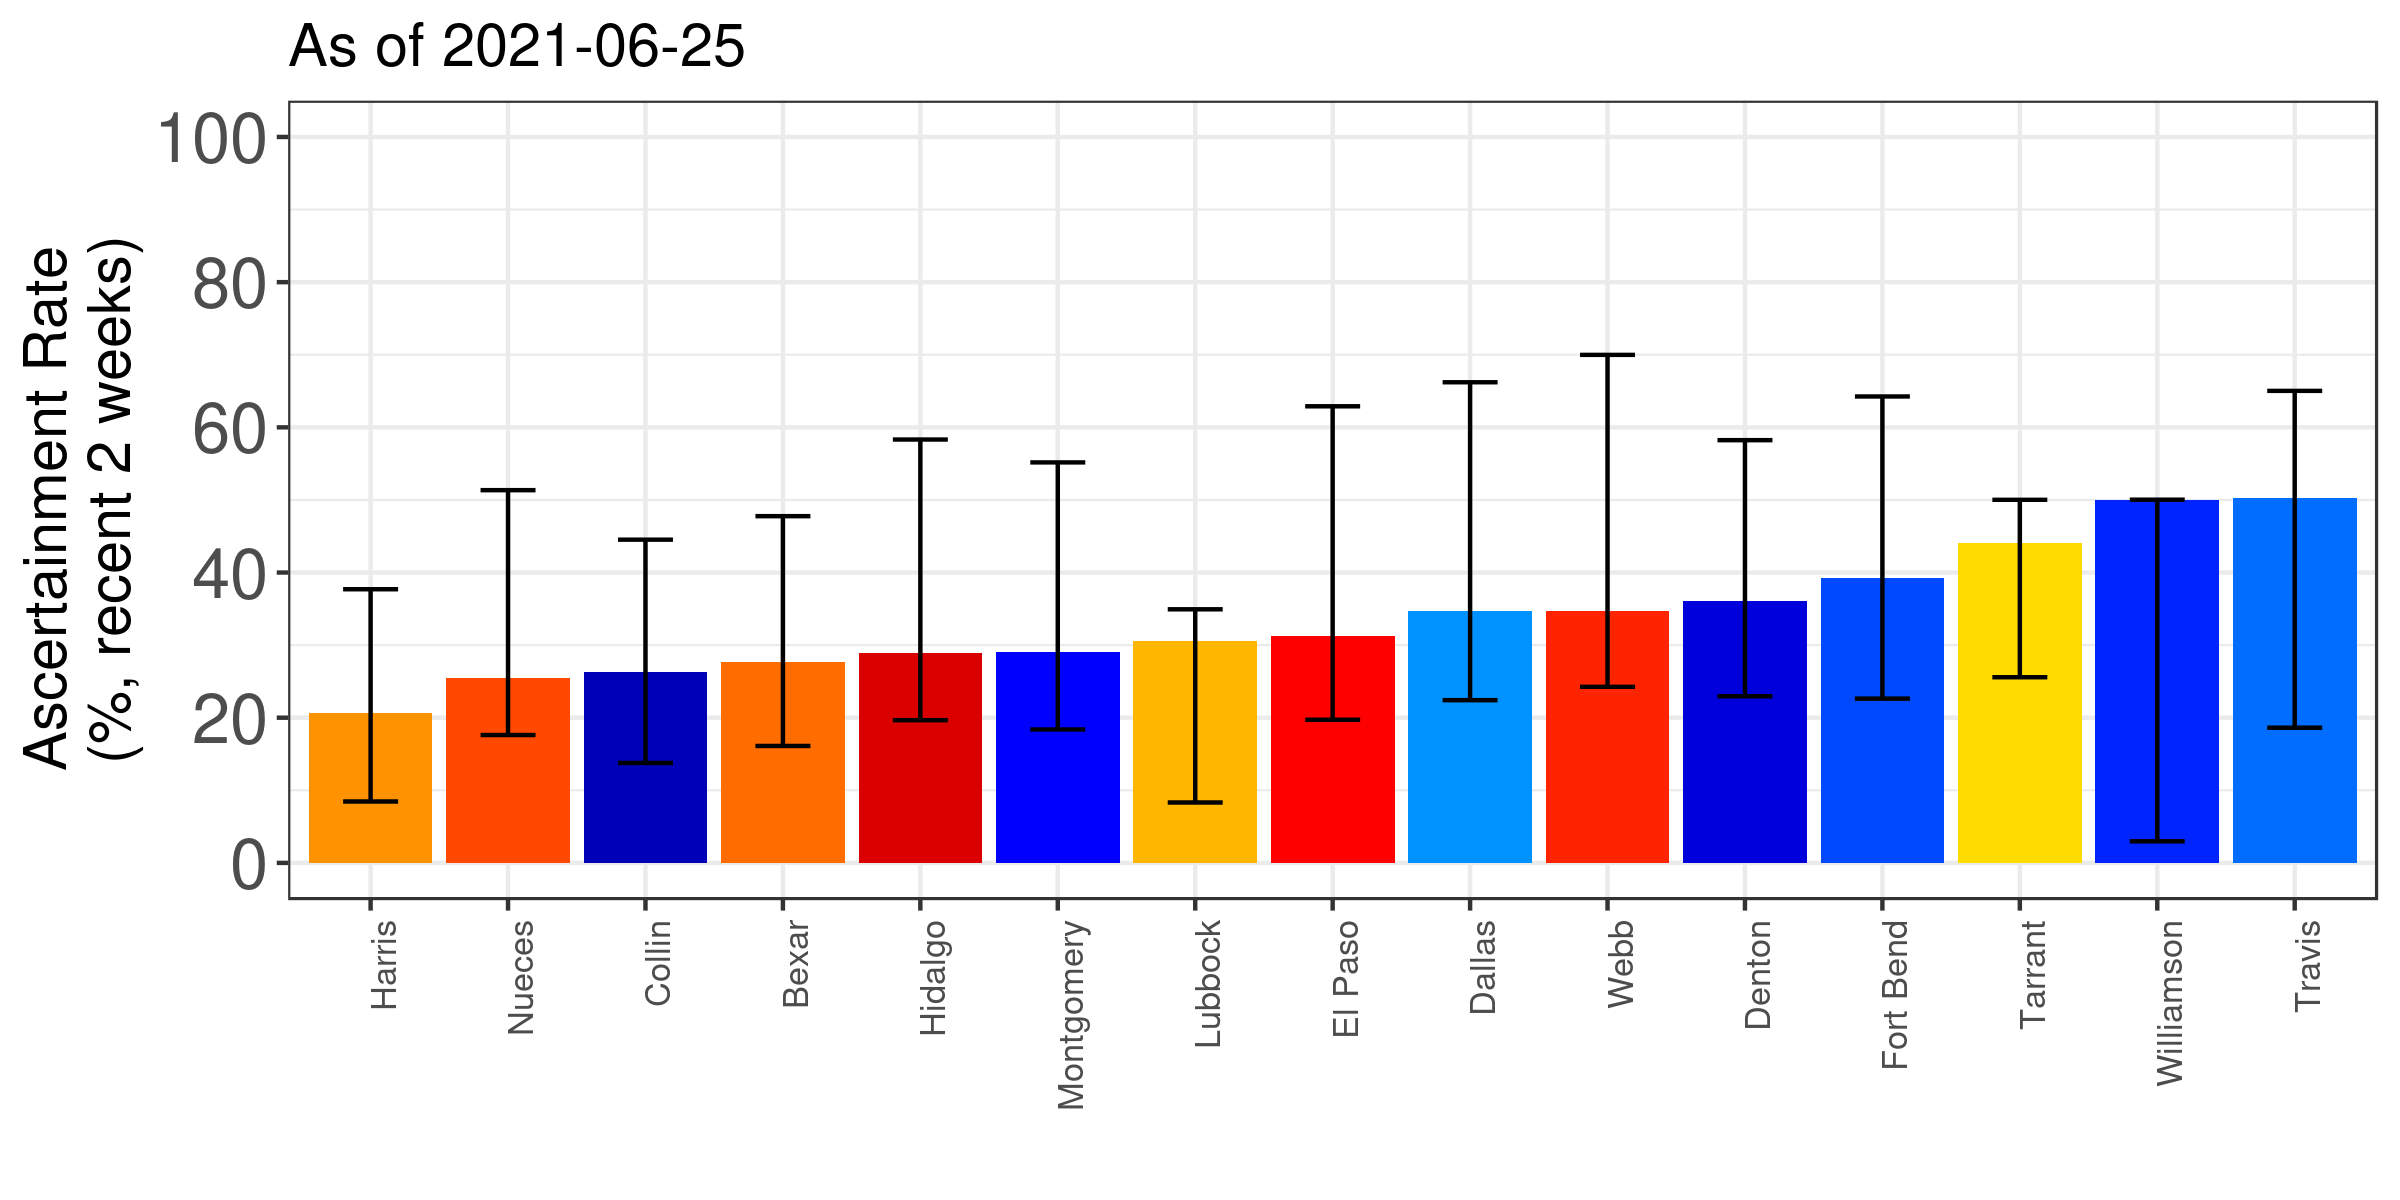 As of 2021-06-25
Ascertainment Rate
(%, recent 2 weeks)
100
80
60
40
20
0
Harris
Nueces
Collin
Bexar
Hidalgo
Montgomery
Lubbock
El Paso
Dallas
Webb
Denton
Fort Bend
Tarrant
Williamson
Travis